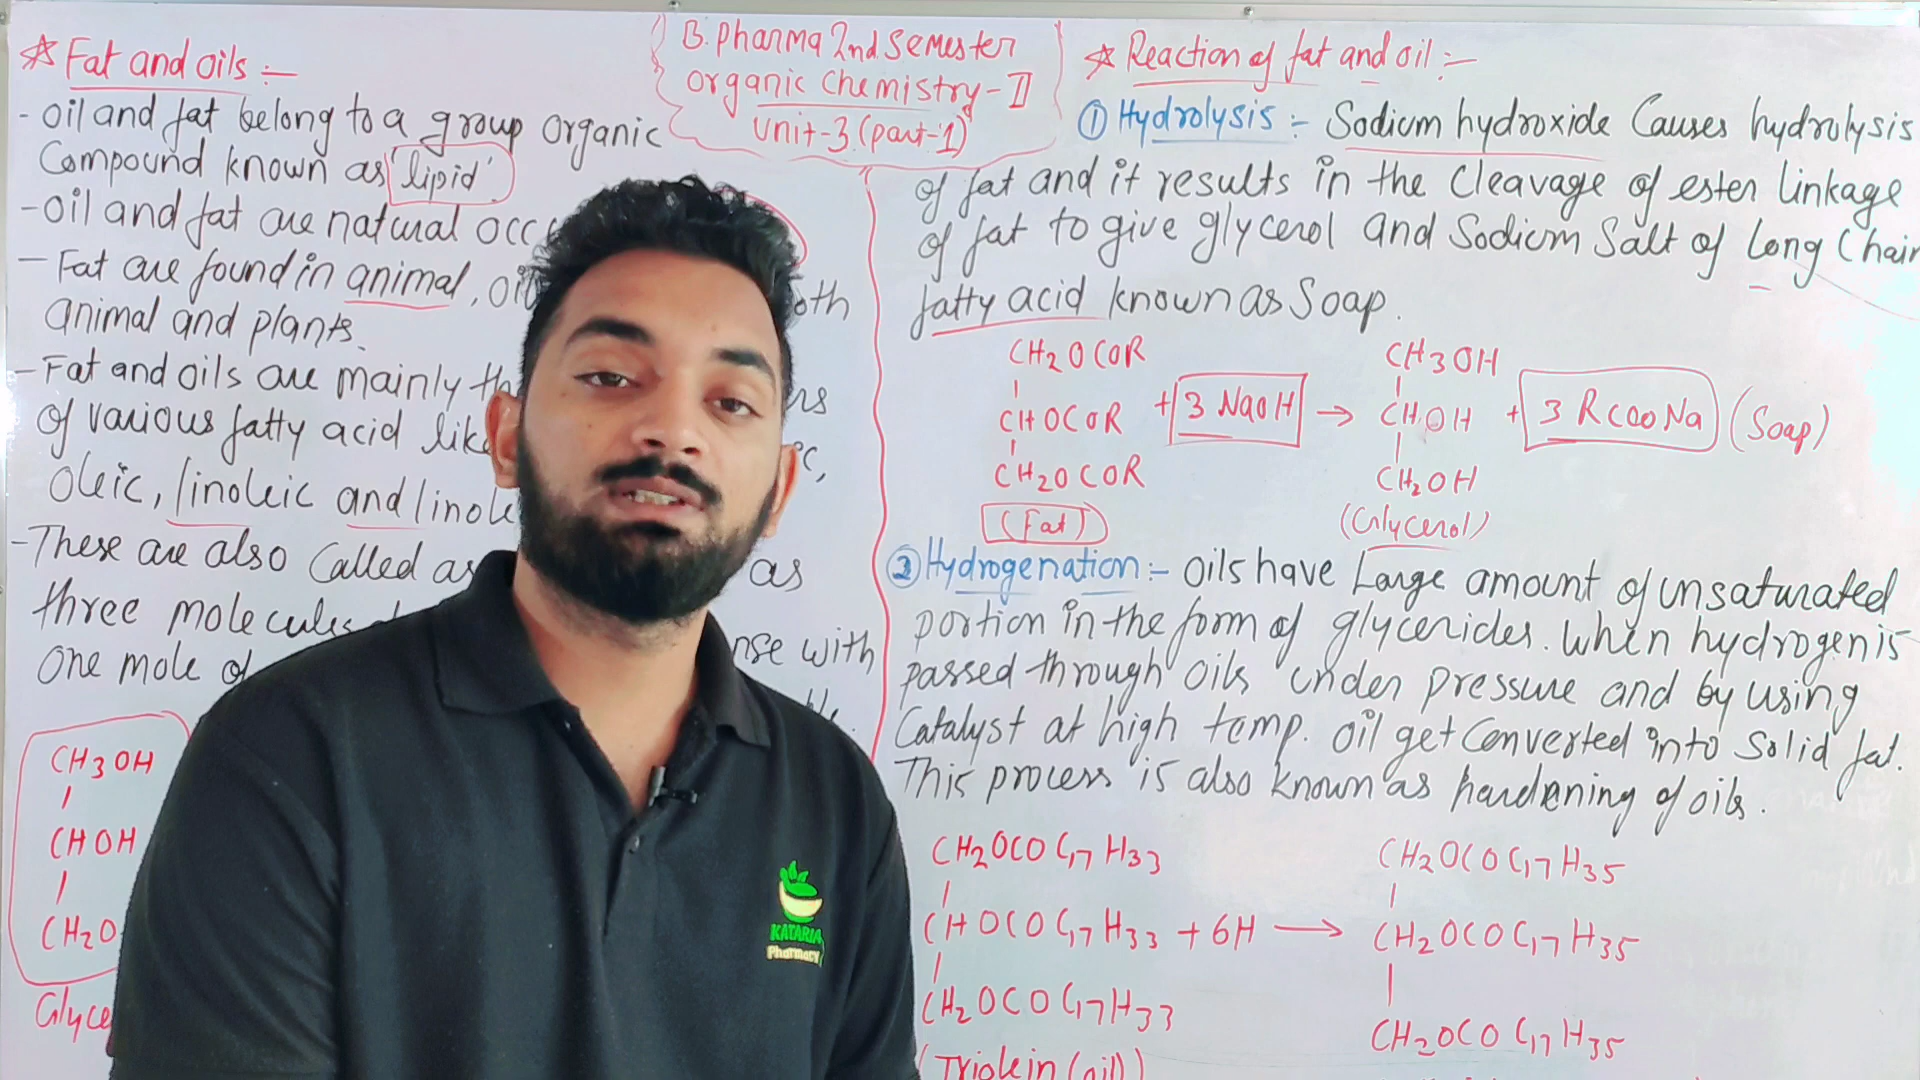 B. Pharma 2nd Semester
Organic Chemistry-II
Unit-3 (part-1)
☆ Fat and oils :-
- Oil and fat belong to a group organic
Compound known as 'lipid'
- Oil and fat are natural
- Fat are found in animal, oil oth
animal and plants.
- Fat and oils are mainly
of various fatty acid like
Oleic, linoleic and
- These are also Called as as
three molecules
One mole of with
CH3OH
CHOH
CH2O
☆ Reaction of fat and oil :-
① Hydrolysis :- Sodium hydroxide Causes hydrolysis
of fat and it results in the Cleavage of ester linkage
of fat to give glycerol and Sodium Salt of Long Chain
fatty acid known as Soap.
CH2OCOR CH3OH
CHOCOR + 3 NaOH → CHOH + 3 RCOONa (Soap)
CH2OCOR CH2OH
(Fat) (Glycerol)
② Hydrogenation :- Oils have Large amount of unsaturated
portion in the form of glycerides. When hydrogen is
passed through Oils under pressure and by using
Catalyst at high temp. Oil get Converted into Solid fat.
This process is also known as hardening of oils.
CH2OCOC17H33 CH2OCOC17H35
CHOCOC17H33 + 6H → CH2OCOC17H35
CH2OCOC17H33 CH2OCOC17H35
(Triolein (oil))
KATARIA
Pharmacy